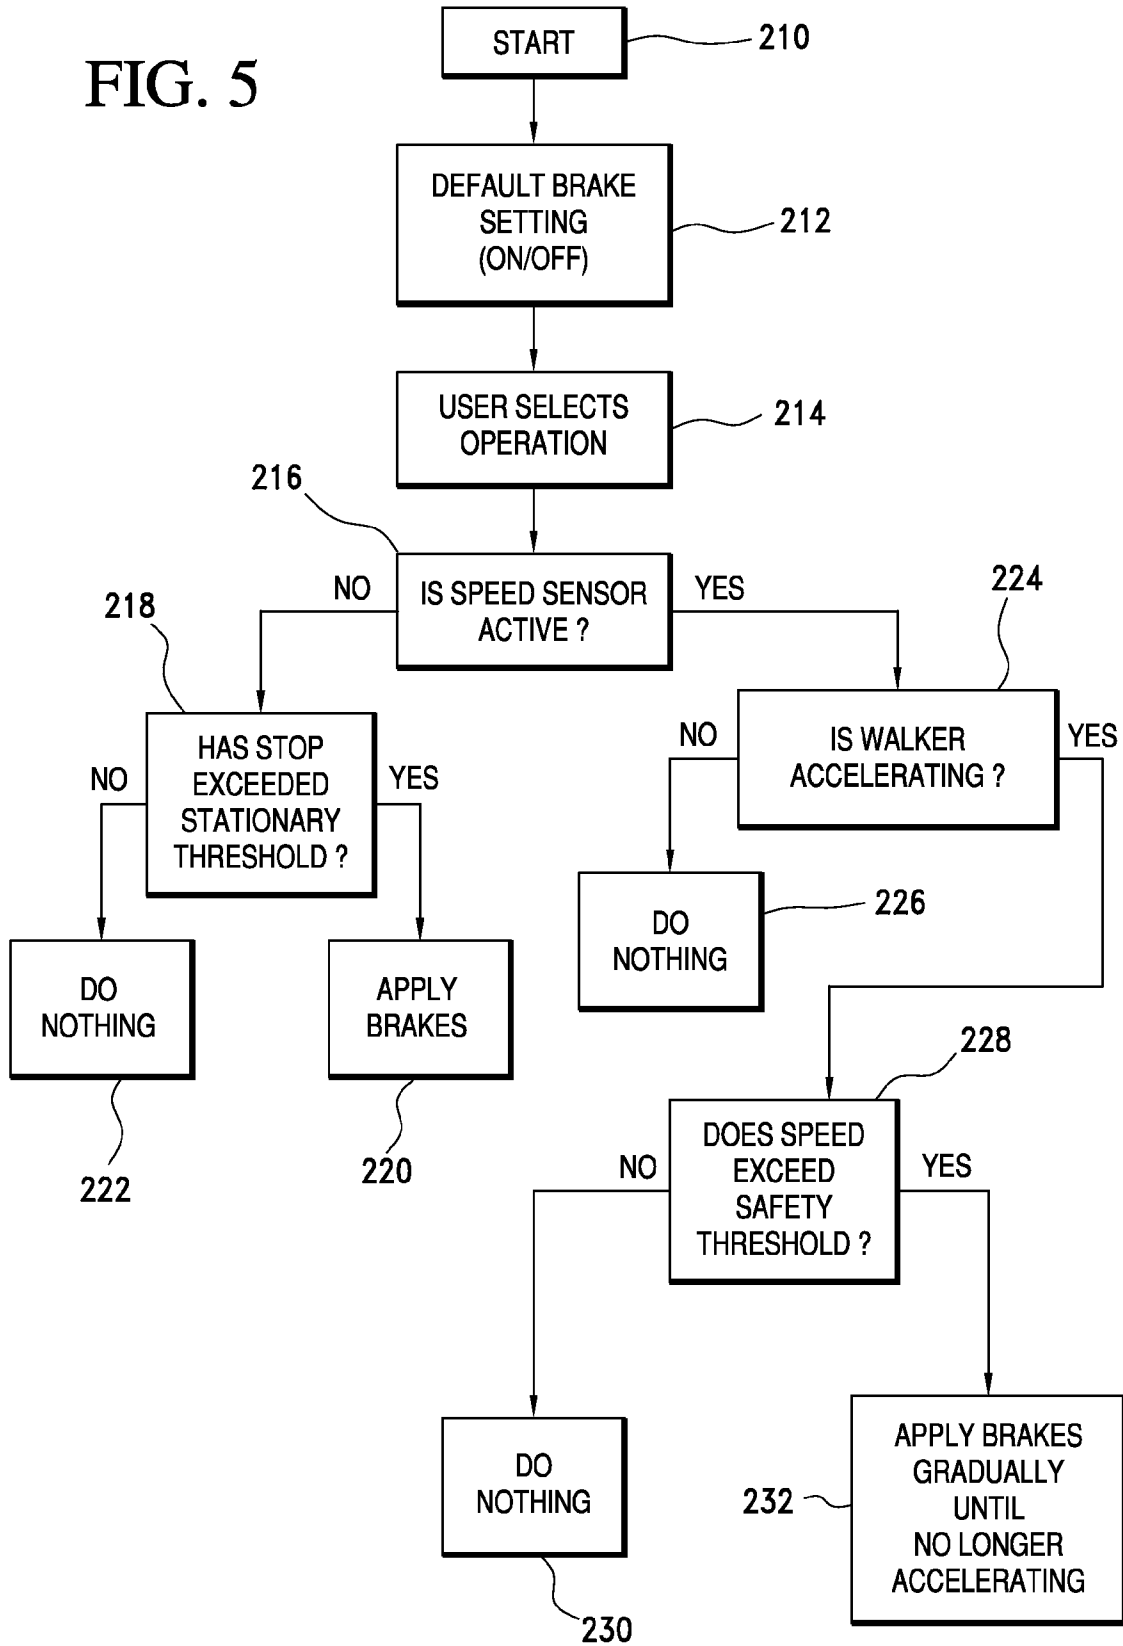 FIG. 5
START
210
DEFAULT BRAKE
SETTING
(ON/OFF)
212
USER SELECTS
OPERATION
214
216
IS SPEED SENSOR
ACTIVE ?
NO
YES
218
224
HAS STOP
EXCEEDED
STATIONARY
THRESHOLD ?
NO
YES
IS WALKER
ACCELERATING ?
NO
YES
DO
NOTHING
226
DO
NOTHING
222
APPLY
BRAKES
220
228
DOES SPEED
EXCEED
SAFETY
THRESHOLD ?
NO
YES
DO
NOTHING
230
APPLY BRAKES
GRADUALLY
UNTIL
NO LONGER
ACCELERATING
232